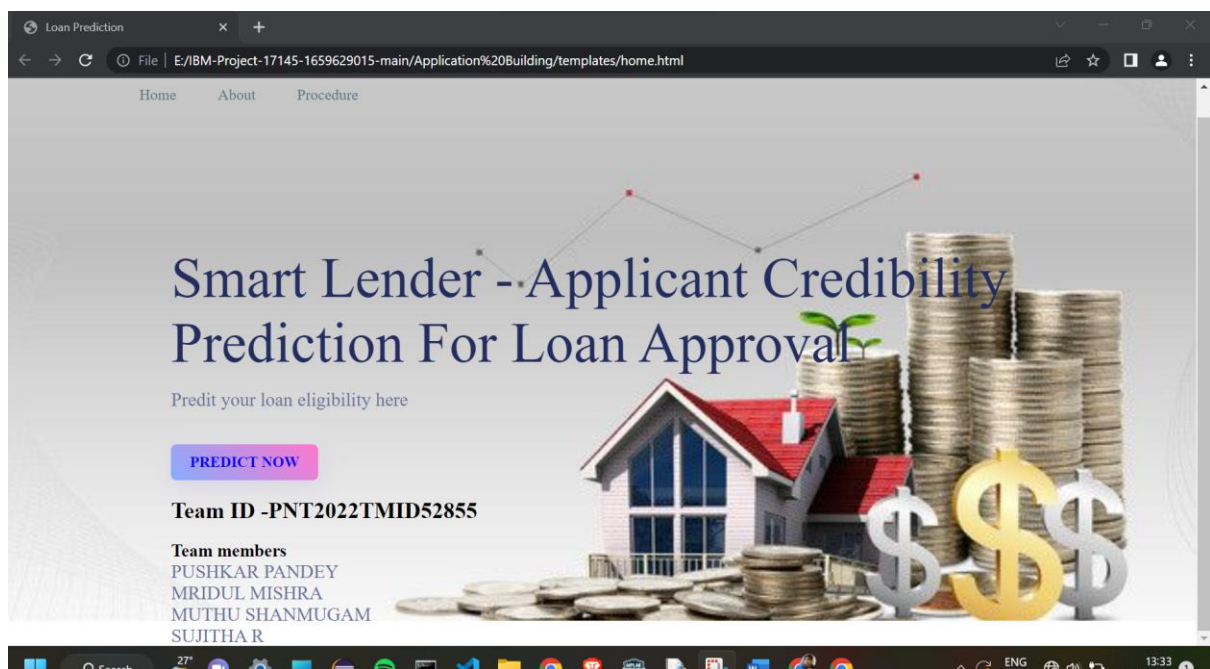 Loan Prediction
File E:/IBM-Project-17145-1659629015-main/Application%20Building/templates/home.html
Home About Procedure
Smart Lender - Applicant Credibility
Prediction For Loan Approval
Predit your loan eligibility here
PREDICT NOW
Team ID -PNT2022TMID52855
Team members
PUSHKAR PANDEY
MRIDUL MISHRA
MUTHU SHANMUGAM
SUJITHA R
27°
ENG
13:33